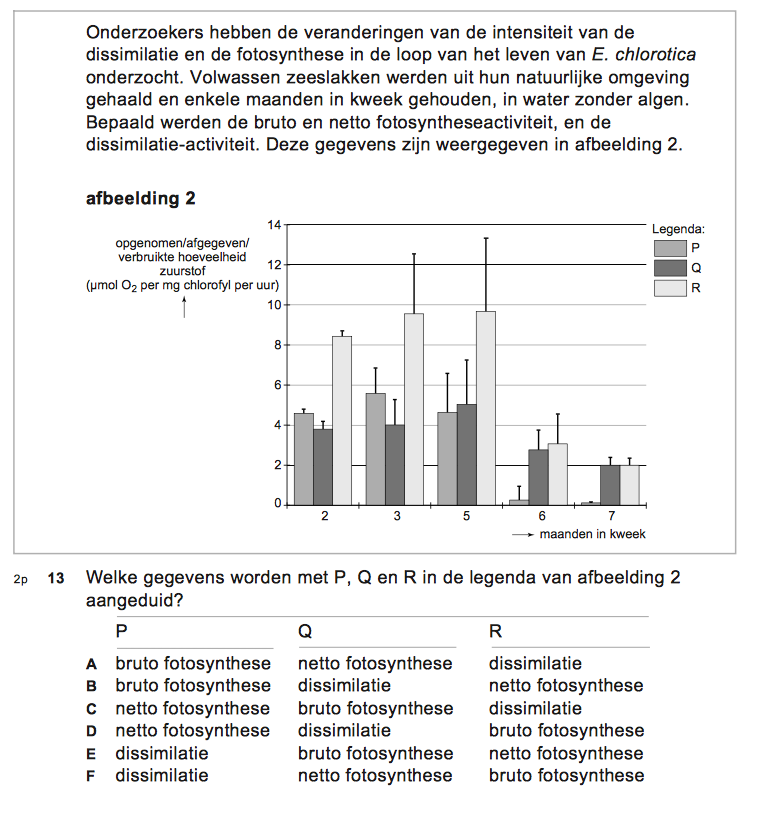 Onderzoekers hebben de veranderingen van de intensiteit van de
dissimilatie en de fotosynthese in de loop van het leven van E. chlorotica
onderzocht. Volwassen zeeslakken werden uit hun natuurlijke omgeving
gehaald en enkele maanden in kweek gehouden, in water zonder algen.
Bepaald werden de bruto en netto fotosyntheseactiviteit, en de
dissimilatie-activiteit. Deze gegevens zijn weergegeven in afbeelding 2.
afbeelding 2
opgenomen/afgegeven/
verbruikte hoeveelheid
zuurstof
(µmol O2 per mg chlorofyl per uur)
14
12
10
8
6
4
2
0
2 3 5 6 7
maanden in kweek
Legenda:
P
Q
R
2p 13 Welke gegevens worden met P, Q en R in de legenda van afbeelding 2
aangeduid?
P Q R
A bruto fotosynthese netto fotosynthese dissimilatie
B bruto fotosynthese dissimilatie netto fotosynthese
C netto fotosynthese bruto fotosynthese dissimilatie
D netto fotosynthese dissimilatie bruto fotosynthese
E dissimilatie bruto fotosynthese netto fotosynthese
F dissimilatie netto fotosynthese bruto fotosynthese